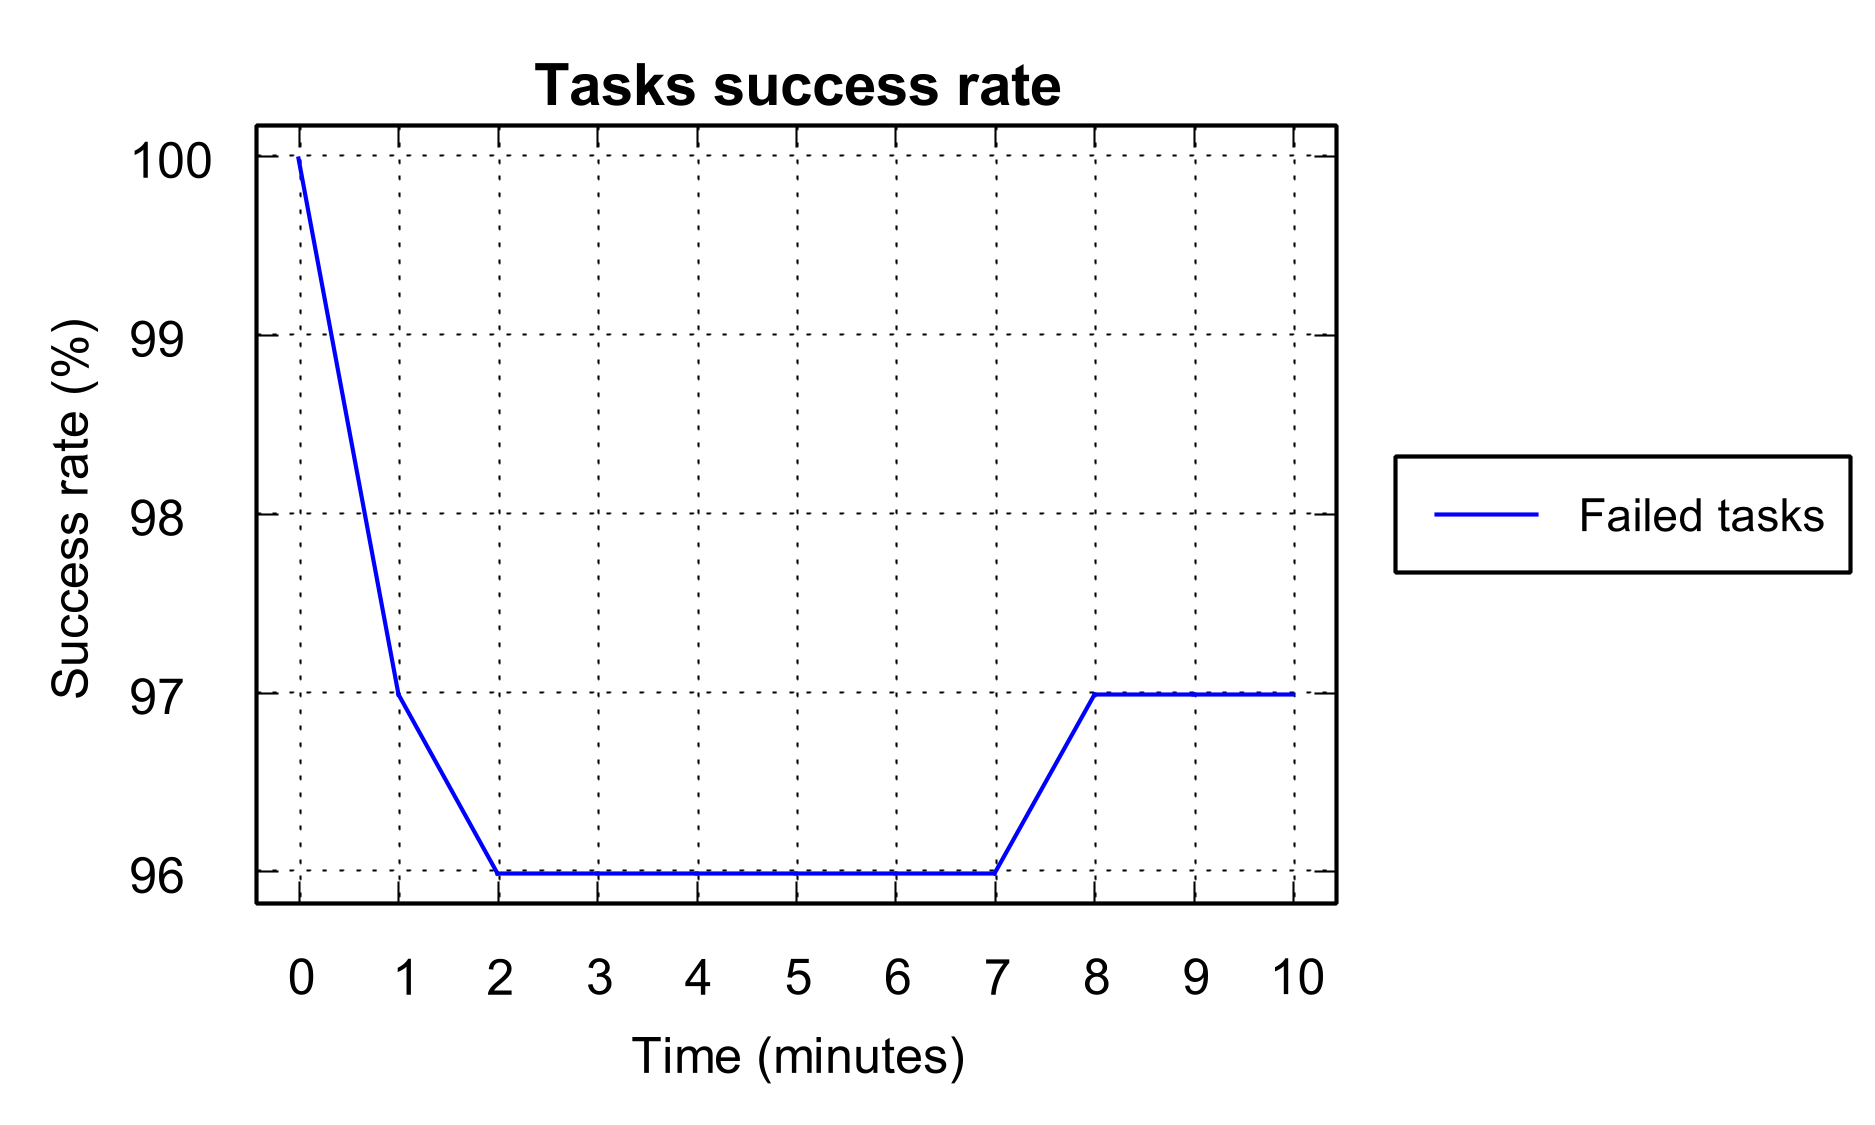 Tasks success rate
100
99
98
97
96
Success rate (%)
Failed tasks
0 1 2 3 4 5 6 7 8 9 10
Time (minutes)